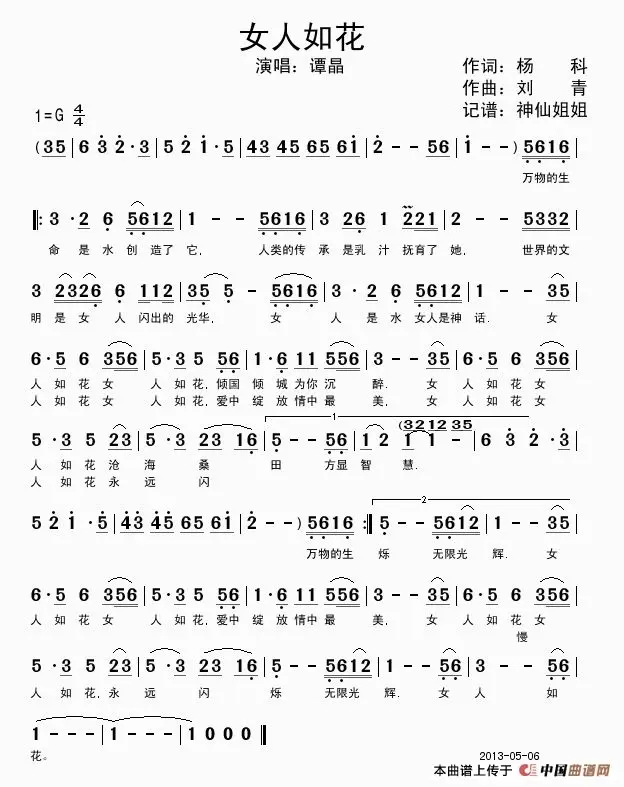 女人如花
演唱：谭晶
作词：杨 科
作曲：刘 青
记谱：神仙姐姐
1=G 4/4
(35 | 6 3 2·3 | 5 2 1·5 | 43 45 65 61 | 2 - - 56 | 1 - - ) 5616 |
万物的生
‖: 3 ·2 6 5612 | 1 - - 5616 | 3 26 1 2221 | 2 - - 5332 |
命 是 水 创 造 了 它, 人类的传 承 是乳 汁 抚育了 她, 世界的文
3 2326 6 112 | 35 5 - 5616 | 3 ·2 6 5612 | 1 - - 35 |
明 是 女 人 闪出的 光华, 女 人 是 水 女人是神 话. 女
6·5 6 356 | 5·3 5 56 | 1·6 11 556 | 3 - - 35 | 6·5 6 356 |
人 如 花 女 人 如 花, 倾国 倾 城 为你 沉 醉. 女 人 如 花 女
人 如 花 女 人 如 花, 爱中 绽 放 情中 最 美, 女 人 如 花 女
1
(3212 35
5 ·3 5 23 | 5 ·3 23 16 | 5 - - 56 | 12 1 1 - | 6 3 2 ·3 |
人 如 花 沧 海 桑 田 方显 智 慧.
人 如 花 永 远 闪
2
5 2 1 ·5 | 43 45 65 61 | 2 - - ) 5616 :‖ 5 - - 5612 | 1 - - 35 |
万物的生 烁 无限光 辉. 女
6·5 6 356 | 5·3 5 56 | 1·6 11 556 | 3 - - 35 | 6·5 6 356 |
人 如 花 女 人 如 花, 爱中 绽 放 情中 最 美, 女 人 如 花 女
慢
5·3 5 23 | 5·3 23 16 | 5 - - 5612 | 1 - - 56 | 3 - - 56 |
人 如 花, 永 远 闪 烁 无限光 辉. 女 人 如
1 - - - | 1 - - - | 1 0 0 0 ‖
花。
2013-05-06
本曲谱上传于 中国曲谱网